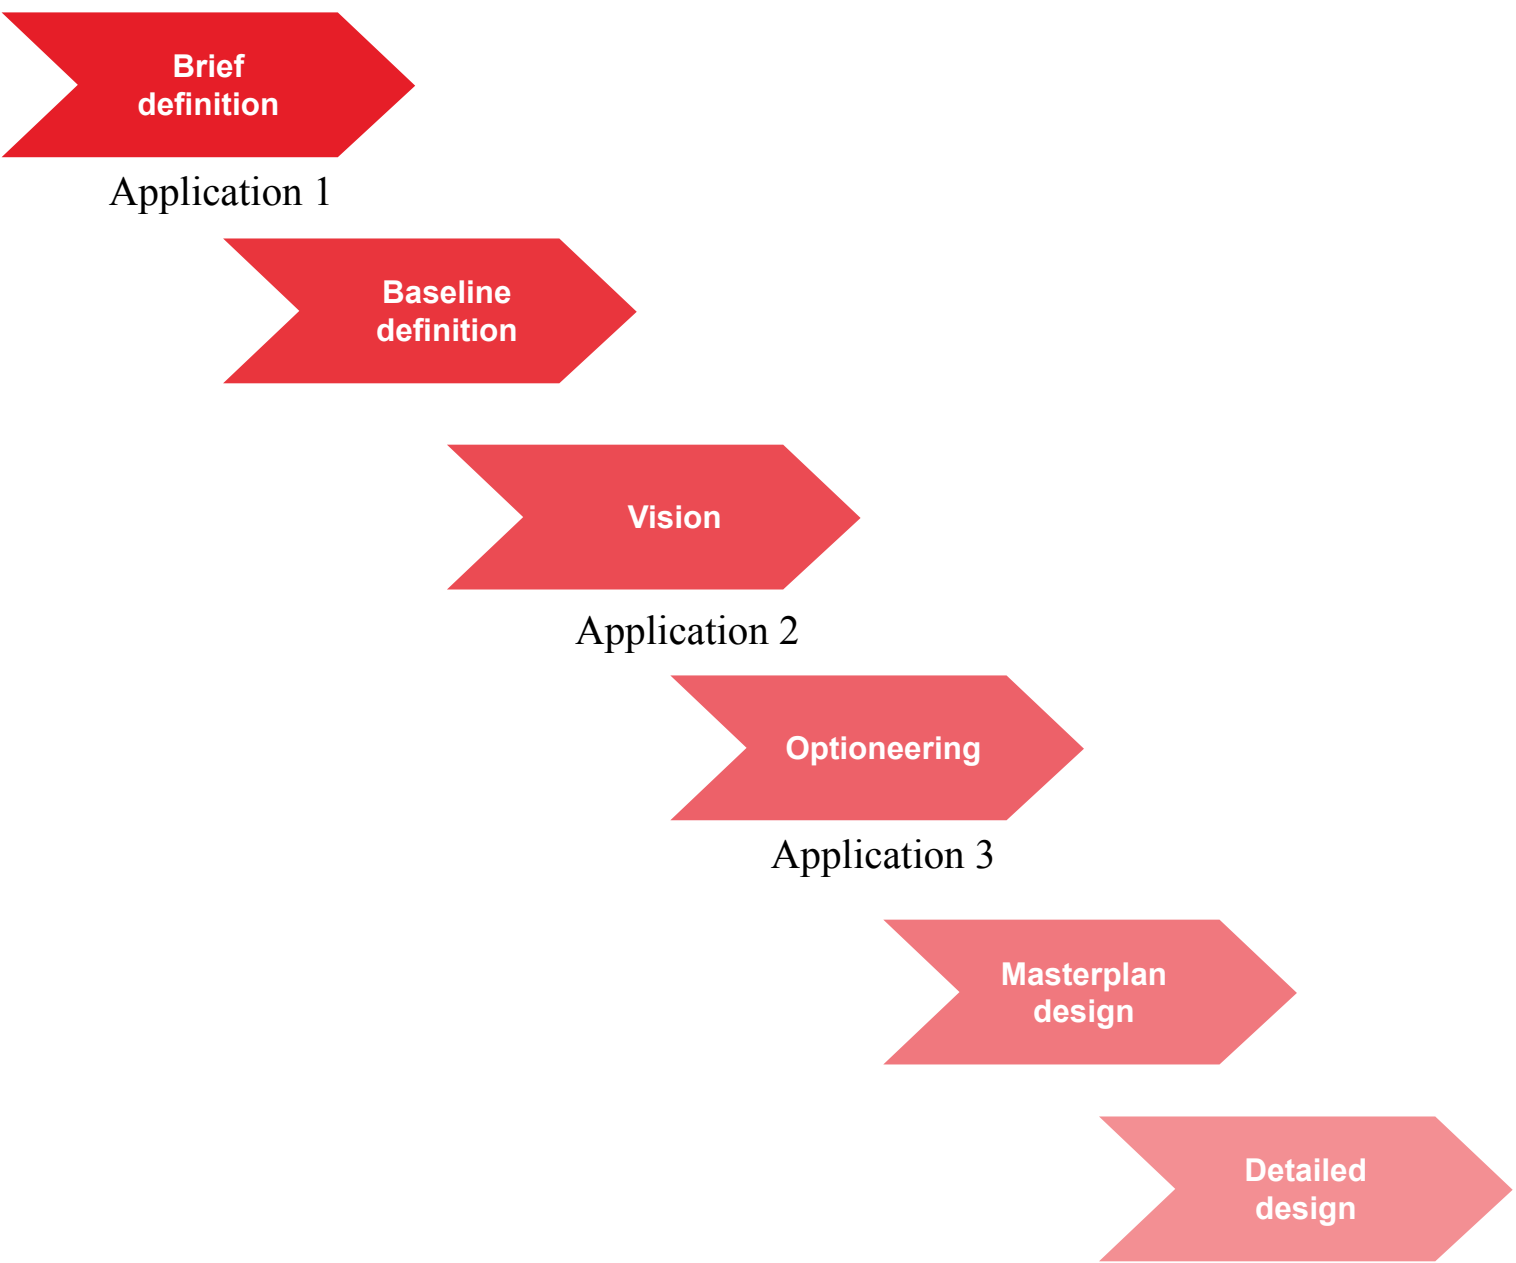 Brief
definition
Application 1
Baseline
definition
Vision
Application 2
Optioneering
Application 3
Masterplan
design
Detailed
design